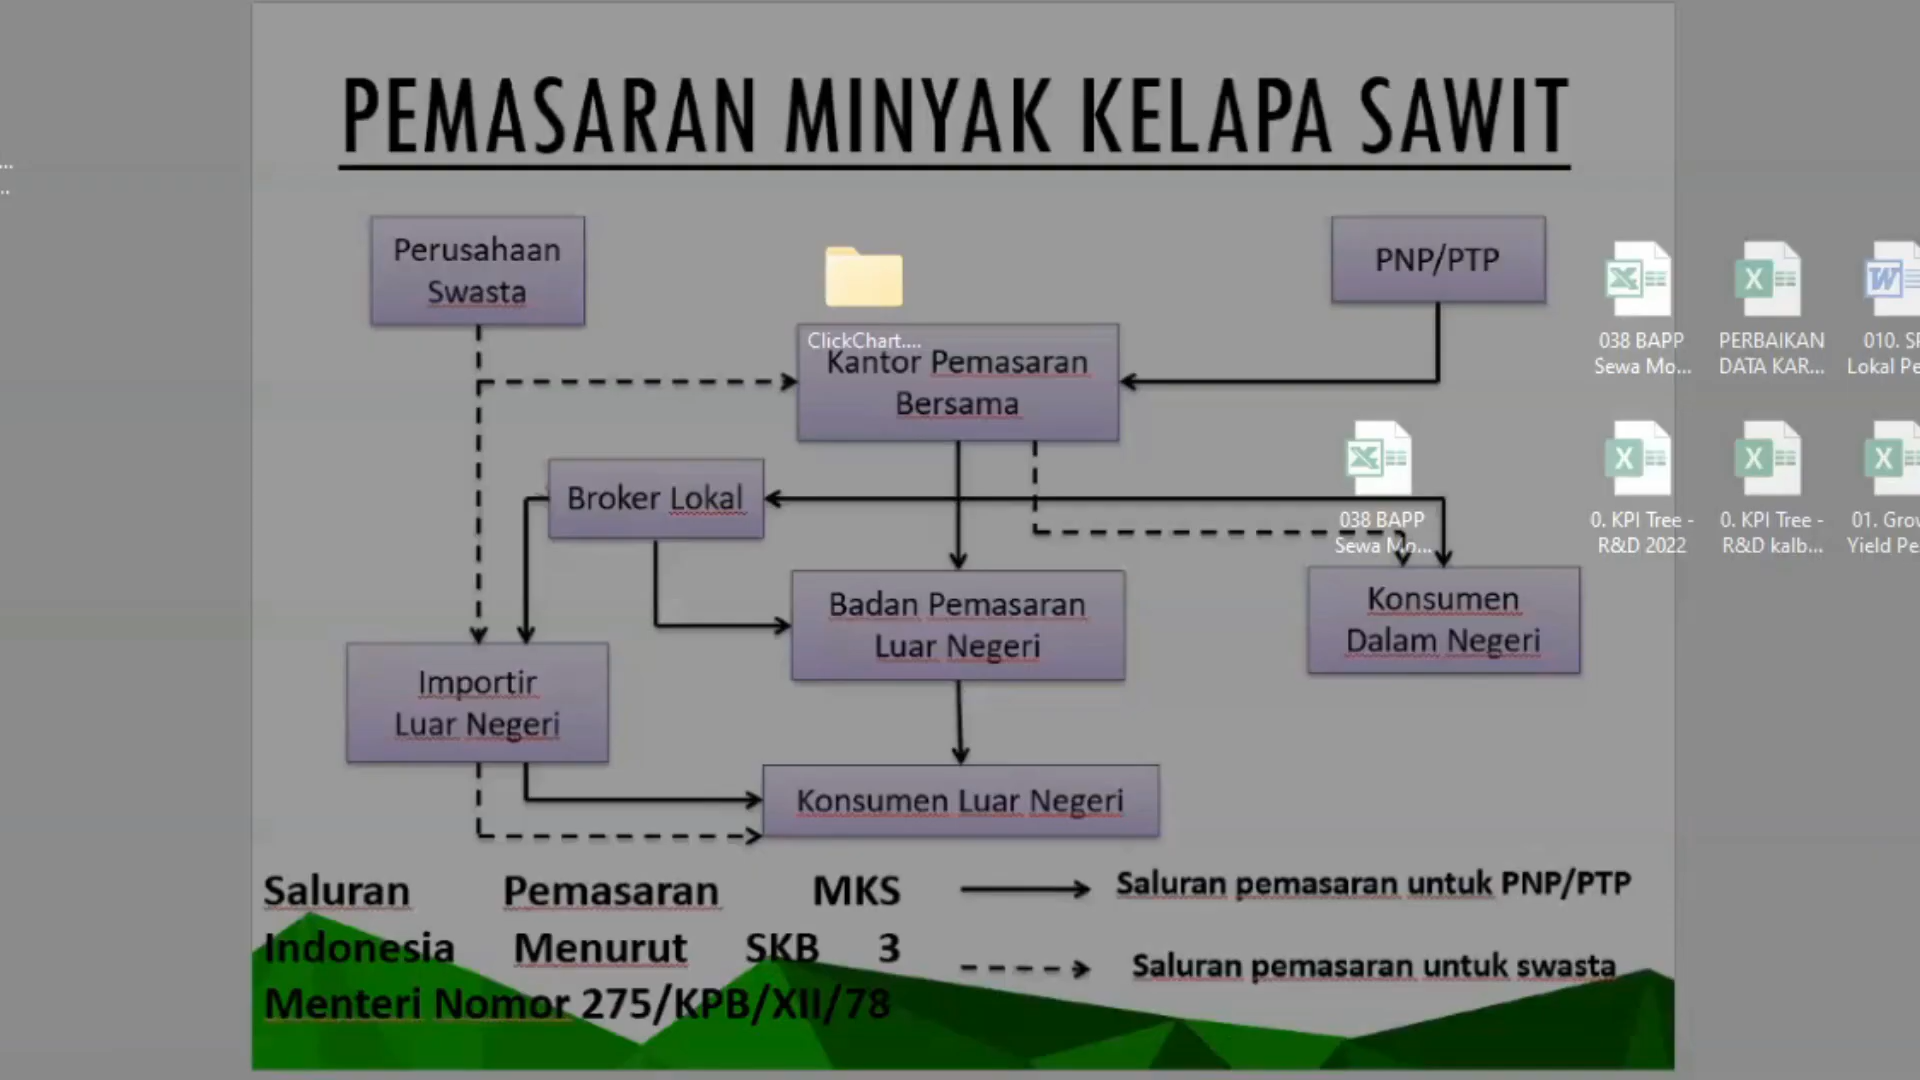 PEMASARAN MINYAK KELAPA SAWIT
...
..
Perusahaan
Swasta
PNP/PTP
ClickChart....
Kantor Pemasaran
Bersama
038 BAPP
Sewa Mo...
PERBAIKAN
DATA KAR...
010. SP
Lokal Pe
Broker Lokal
038 BAPP
Sewa Mo...
0. KPI Tree -
R&D 2022
0. KPI Tree -
R&D kalb...
01. Grow
Yield Pe
Badan Pemasaran
Luar Negeri
Konsumen
Dalam Negeri
Importir
Luar Negeri
Konsumen Luar Negeri
Saluran Pemasaran MKS
Indonesia Menurut SKB 3
Menteri Nomor 275/KPB/XII/78
Saluran pemasaran untuk PNP/PTP
Saluran pemasaran untuk swasta